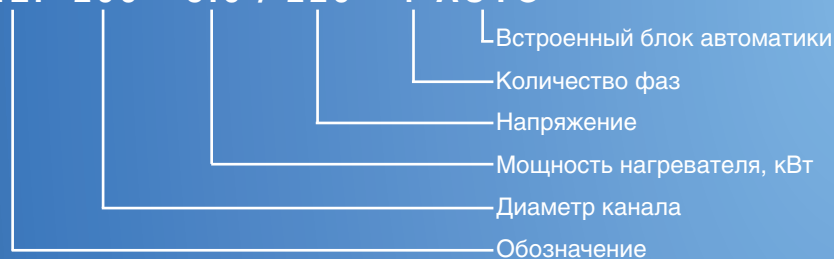 Встроенный блок автоматики
Количество фаз
Напряжение
Мощность нагревателя, кВт
Диаметр канала
Обозначение